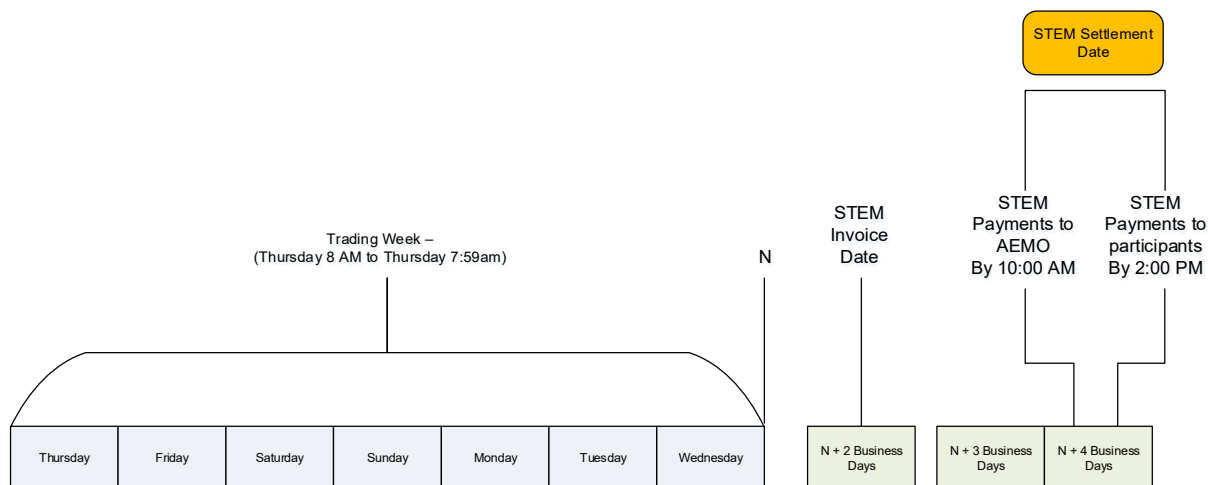 STEM Settlement
Date
Trading Week –
(Thursday 8 AM to Thursday 7:59am)
N
STEM
Invoice
Date
STEM
Payments to
AEMO
By 10:00 AM
STEM
Payments to
participants
By 2:00 PM
Thursday
Friday
Saturday
Sunday
Monday
Tuesday
Wednesday
N + 2 Business
Days
N + 3 Business
Days
N + 4 Business
Days